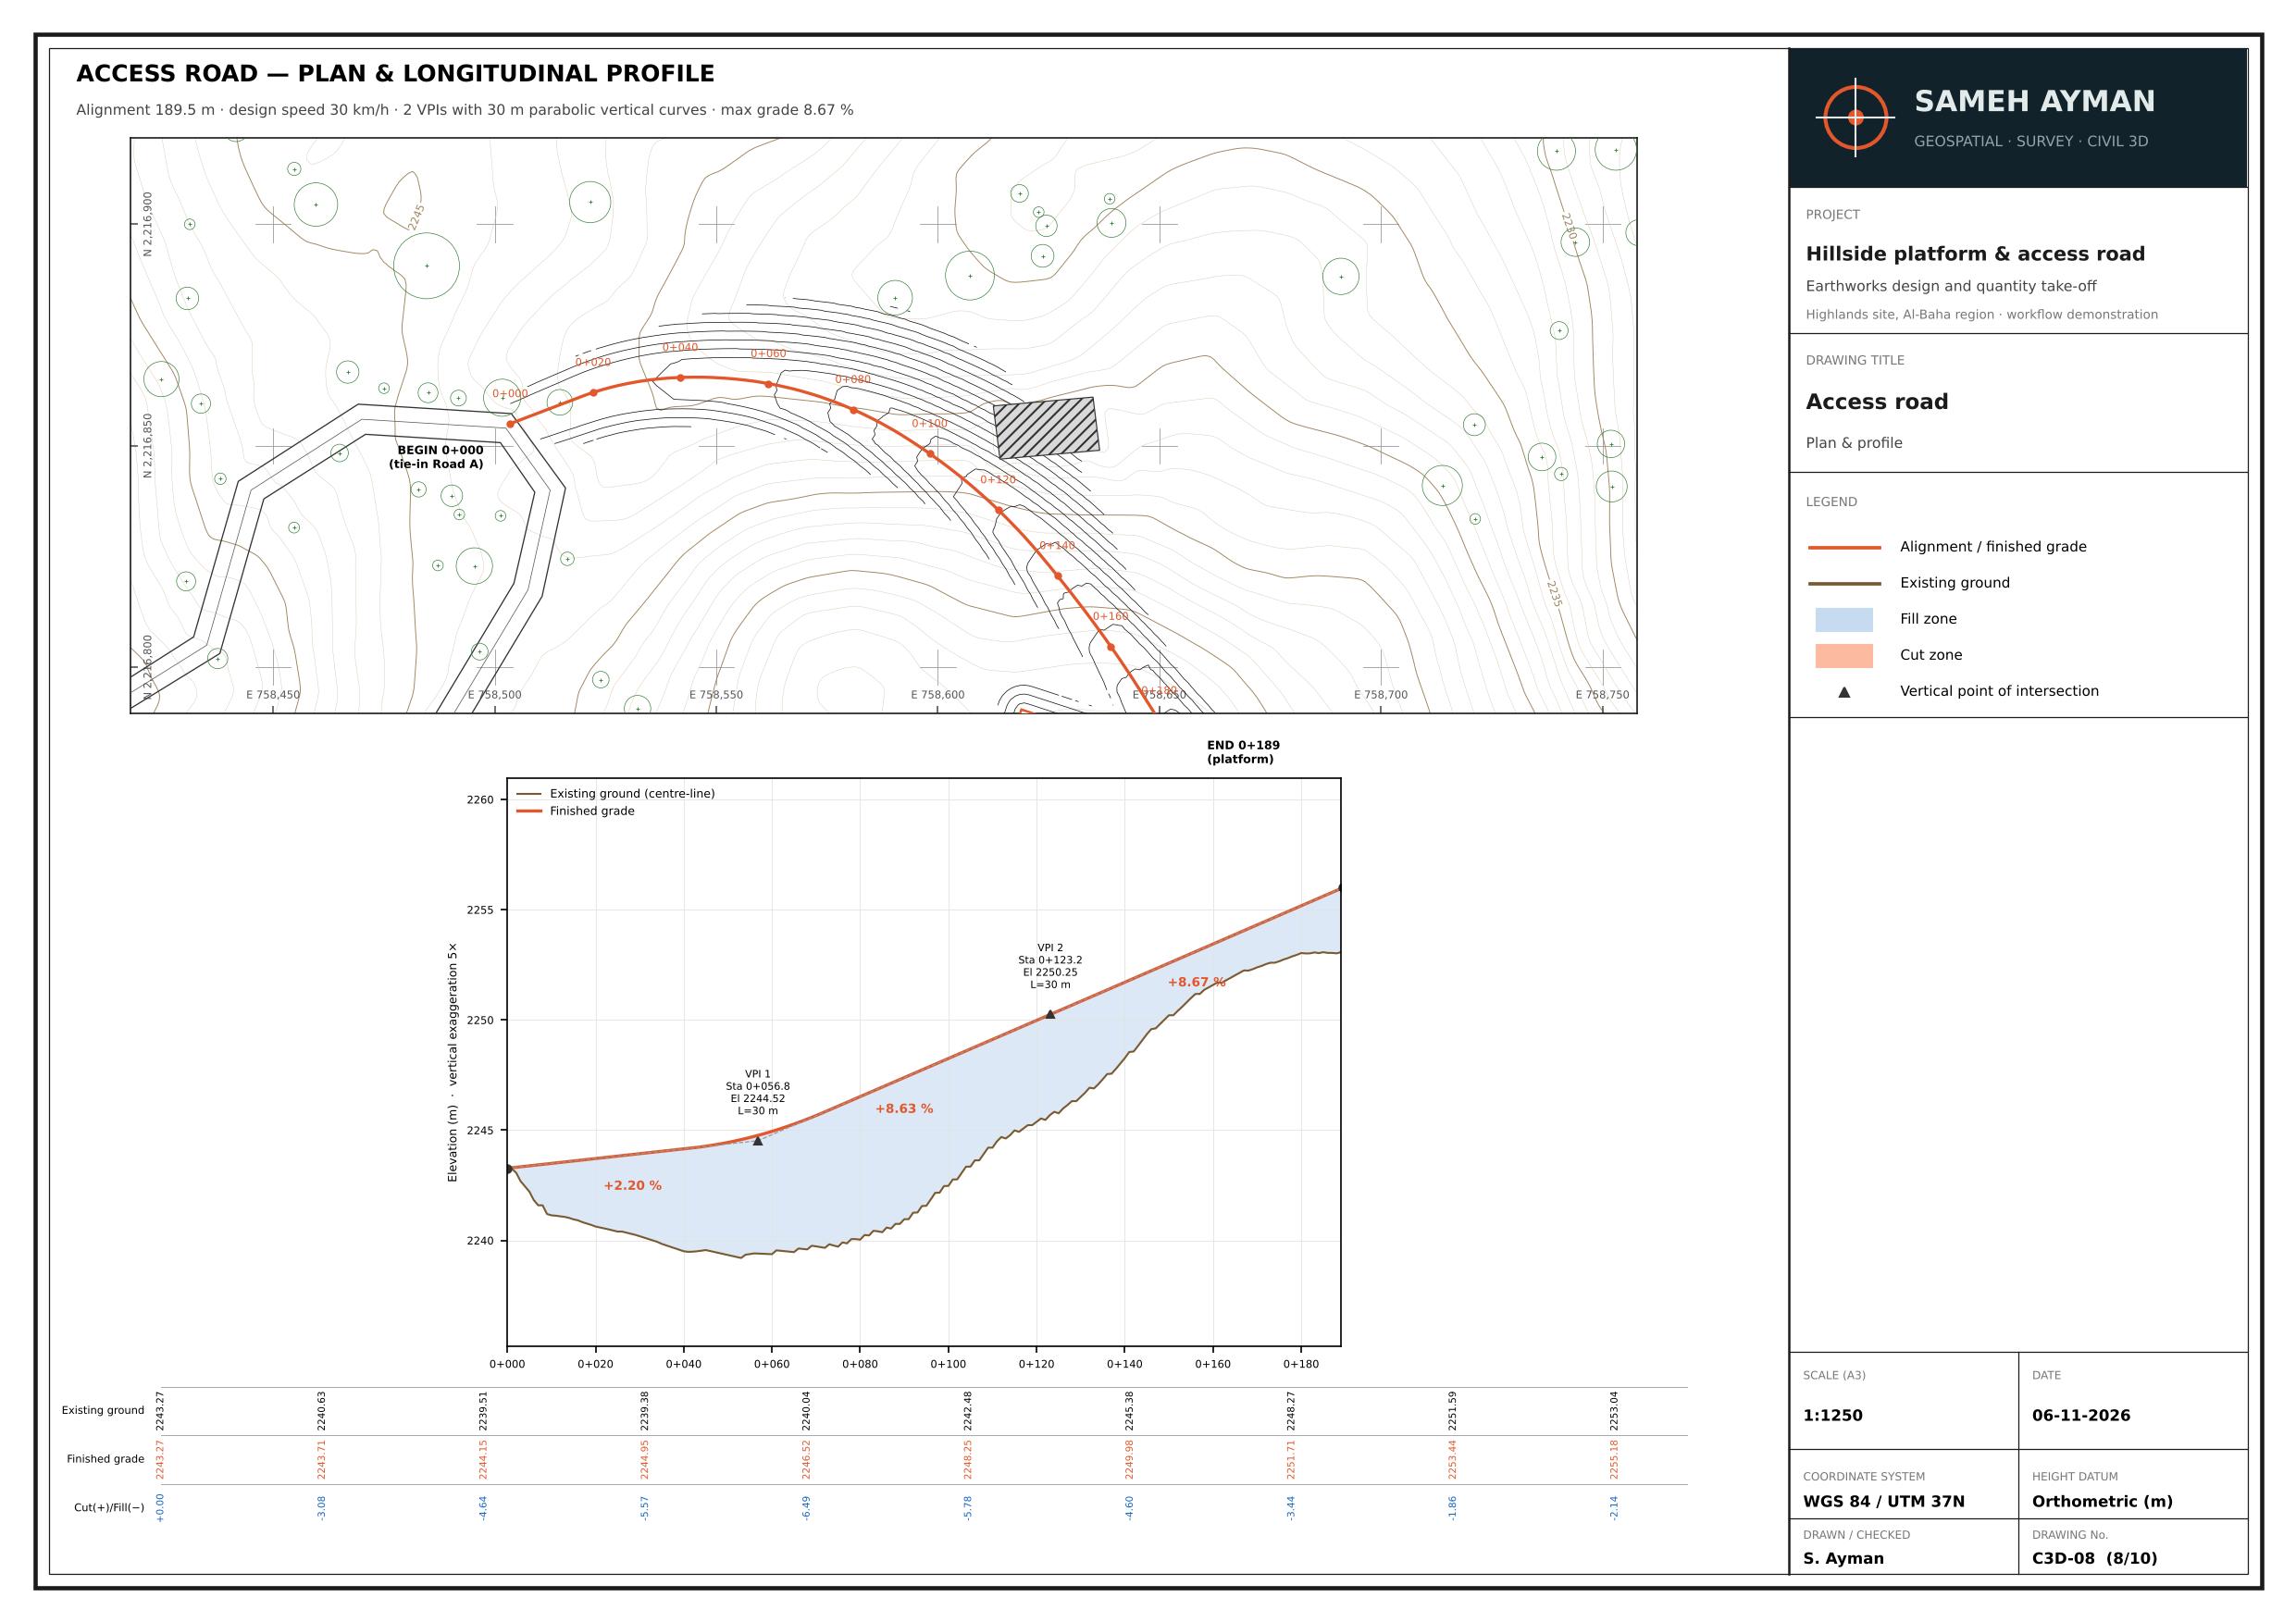 ACCESS ROAD — PLAN & LONGITUDINAL PROFILE
Alignment 189.5 m · design speed 30 km/h · 2 VPIs with 30 m parabolic vertical curves · max grade 8.67 %
N 2,216,900
N 2,216,850
N 2,216,800
2245
2230
2235
0+000
0+020
0+040
0+060
0+080
0+100
0+120
0+140
0+160
0+180
BEGIN 0+000
(tie-in Road A)
E 758,450
E 758,500
E 758,550
E 758,600
E 758,650
E 758,700
E 758,750
END 0+189
(platform)
Existing ground (centre-line)
Finished grade
Elevation (m) · vertical exaggeration 5×
2260
2255
2250
2245
2240
VPI 2
Sta 0+123.2
El 2250.25
L=30 m
+8.67 %
VPI 1
Sta 0+056.8
El 2244.52
L=30 m
+8.63 %
+2.20 %
0+000 0+020 0+040 0+060 0+080 0+100 0+120 0+140 0+160 0+180
Existing ground 2243.27 2240.63 2239.51 2239.38 2240.04 2242.48 2245.38 2248.27 2251.59 2253.04
Finished grade 2243.27 2243.71 2244.15 2244.95 2246.52 2248.25 2249.98 2251.71 2253.44 2255.18
Cut(+)/Fill(−) +0.00 -3.08 -4.64 -5.57 -6.49 -5.78 -4.60 -3.44 -1.86 -2.14
SAMEH AYMAN
GEOSPATIAL · SURVEY · CIVIL 3D
PROJECT
Hillside platform & access road
Earthworks design and quantity take-off
Highlands site, Al-Baha region · workflow demonstration
DRAWING TITLE
Access road
Plan & profile
LEGEND
Alignment / finished grade
Existing ground
Fill zone
Cut zone
Vertical point of intersection
SCALE (A3)
1:1250
DATE
06-11-2026
COORDINATE SYSTEM
WGS 84 / UTM 37N
HEIGHT DATUM
Orthometric (m)
DRAWN / CHECKED
S. Ayman
DRAWING No.
C3D-08 (8/10)